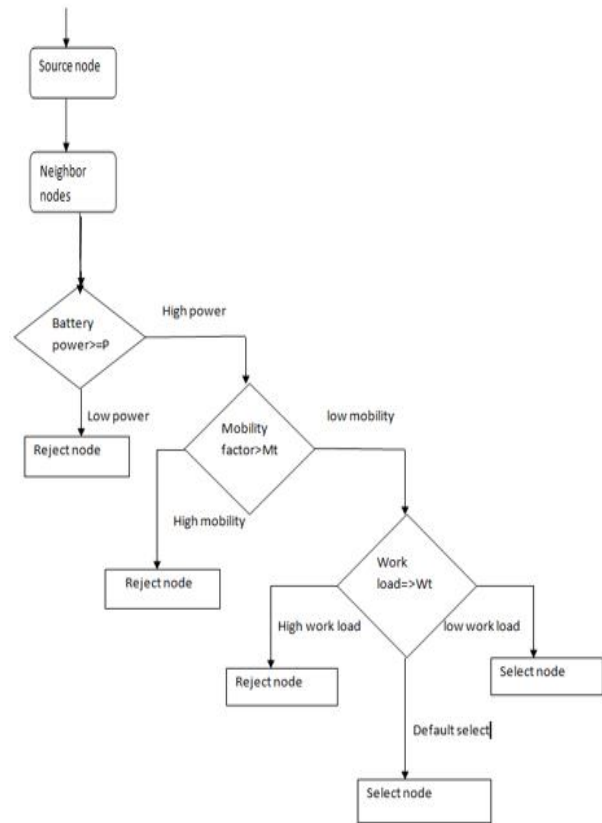 Source node
Neighbor
nodes
High power
Battery
power>=P
Low power
Reject node
Mobility
factor>Mt
low mobility
High mobility
Reject node
Work
load=>Wt
High work load
low work load
Reject node
Select node
Default select
Select node